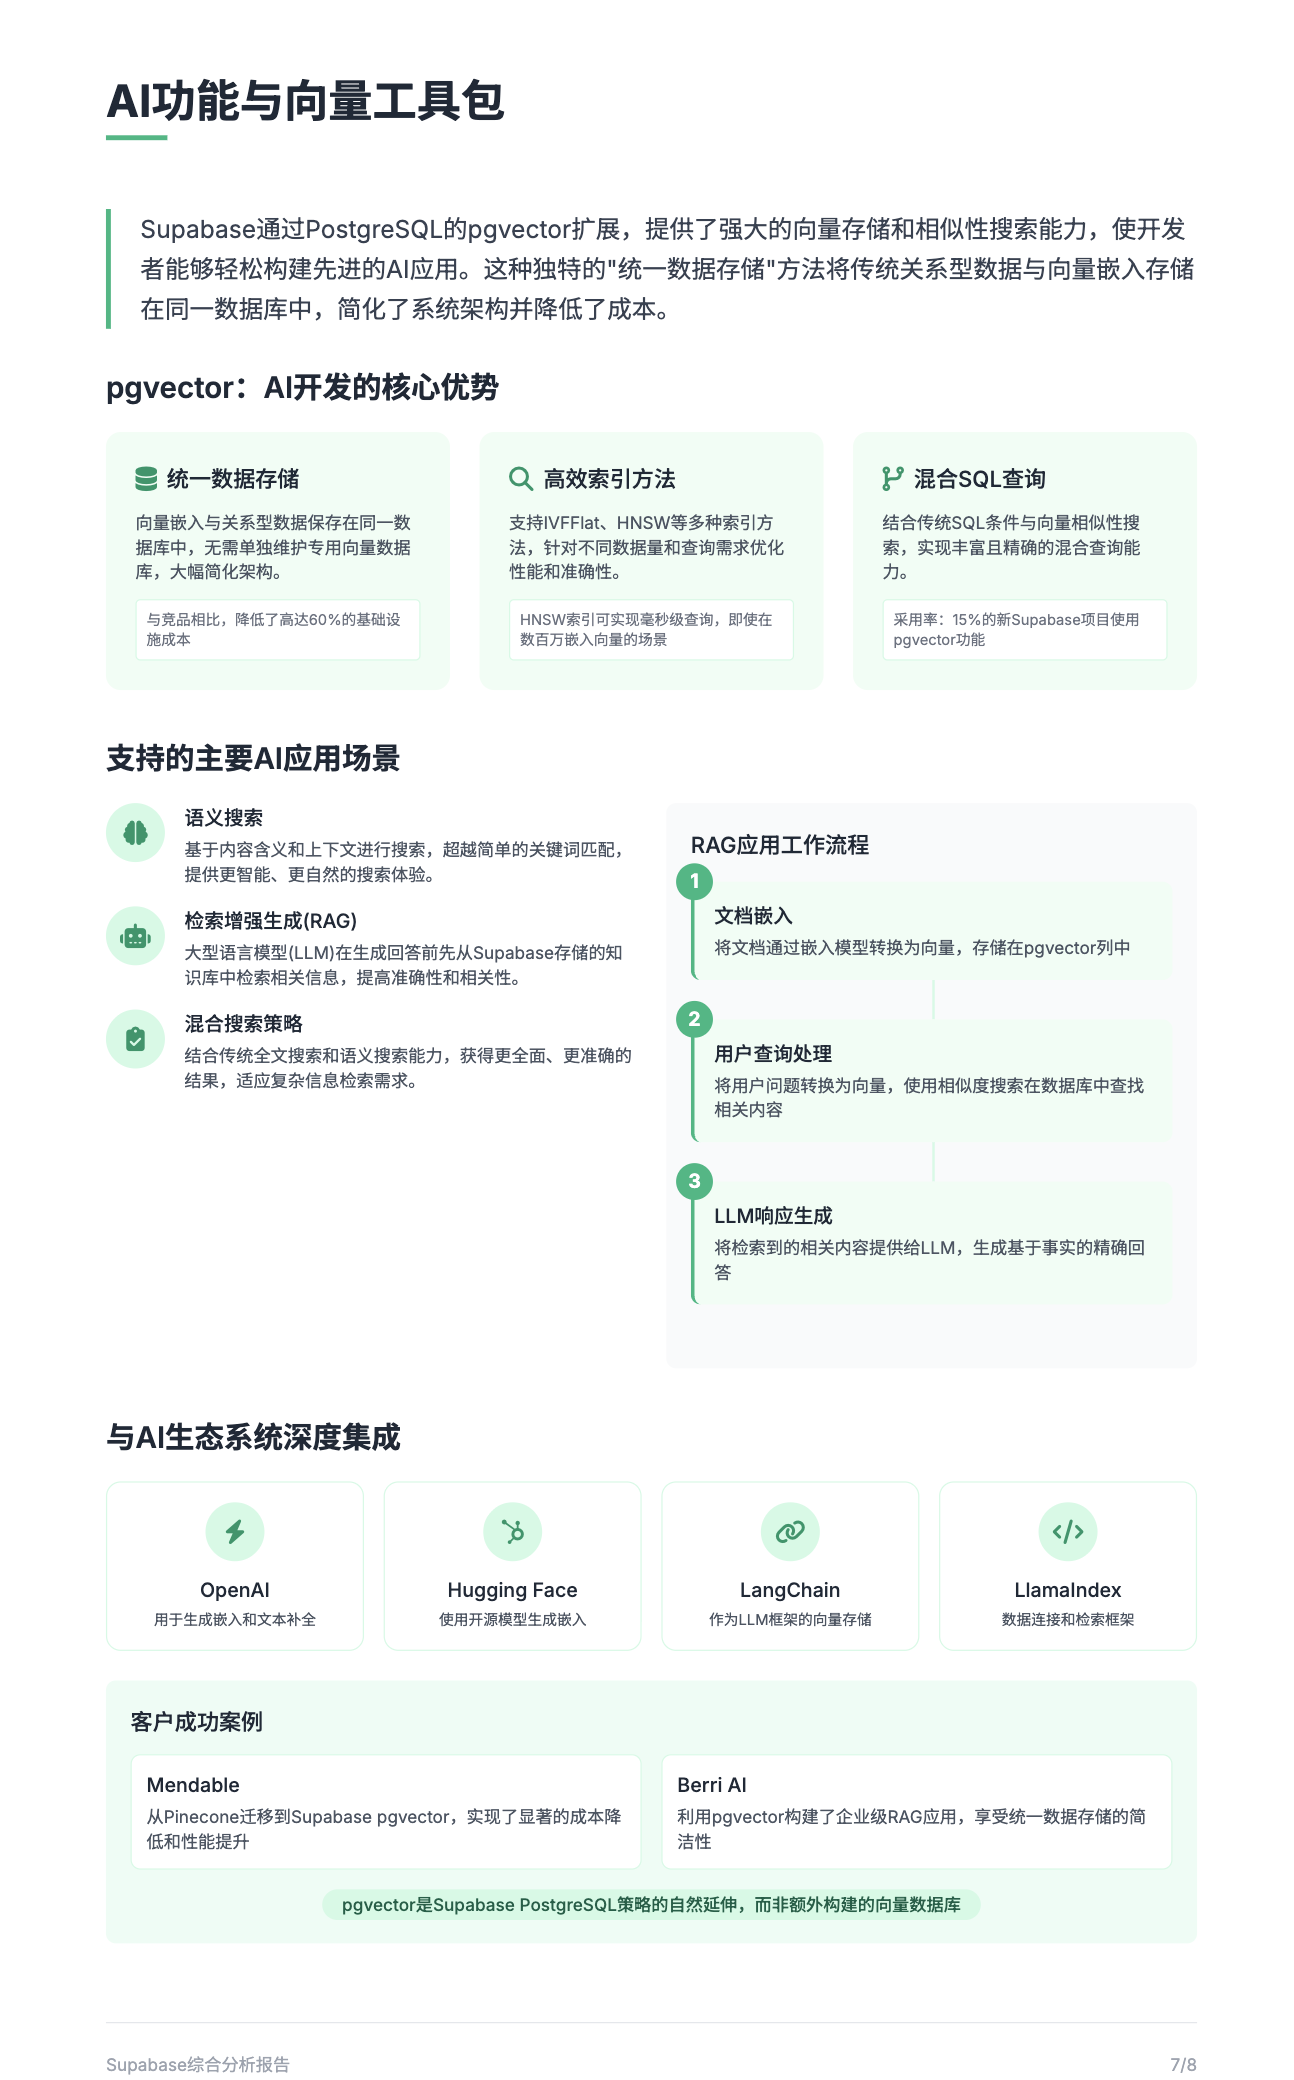 AI功能与向量工具包
Supabase通过PostgreSQL的pgvector扩展，提供了强大的向量存储和相似性搜索能力，使开发
者能够轻松构建先进的AI应用。这种独特的"统一数据存储"方法将传统关系型数据与向量嵌入存储
在同一数据库中，简化了系统架构并降低了成本。
pgvector：AI开发的核心优势
统一数据存储
向量嵌入与关系型数据保存在同一数
据库中，无需单独维护专用向量数据
库，大幅简化架构。
与竞品相比，降低了高达60%的基础设
施成本
高效索引方法
支持IVFFlat、HNSW等多种索引方
法，针对不同数据量和查询需求优化
性能和准确性。
HNSW索引可实现毫秒级查询，即使在
数百万嵌入向量的场景
混合SQL查询
结合传统SQL条件与向量相似性搜
索，实现丰富且精确的混合查询能
力。
采用率：15%的新Supabase项目使用
pgvector功能
支持的主要AI应用场景
语义搜索
基于内容含义和上下文进行搜索，超越简单的关键词匹配，
提供更智能、更自然的搜索体验。
检索增强生成(RAG)
大型语言模型(LLM)在生成回答前先从Supabase存储的知
识库中检索相关信息，提高准确性和相关性。
混合搜索策略
结合传统全文搜索和语义搜索能力，获得更全面、更准确的
结果，适应复杂信息检索需求。
RAG应用工作流程
1
文档嵌入
将文档通过嵌入模型转换为向量，存储在pgvector列中
2
用户查询处理
将用户问题转换为向量，使用相似度搜索在数据库中查找
相关内容
3
LLM响应生成
将检索到的相关内容提供给LLM，生成基于事实的精确回
答
与AI生态系统深度集成
OpenAI
用于生成嵌入和文本补全
Hugging Face
使用开源模型生成嵌入
LangChain
作为LLM框架的向量存储
LlamaIndex
数据连接和检索框架
客户成功案例
Mendable
从Pinecone迁移到Supabase pgvector，实现了显著的成本降
低和性能提升
Berri AI
利用pgvector构建了企业级RAG应用，享受统一数据存储的简
洁性
pgvector是Supabase PostgreSQL策略的自然延伸，而非额外构建的向量数据库
Supabase综合分析报告
7/8